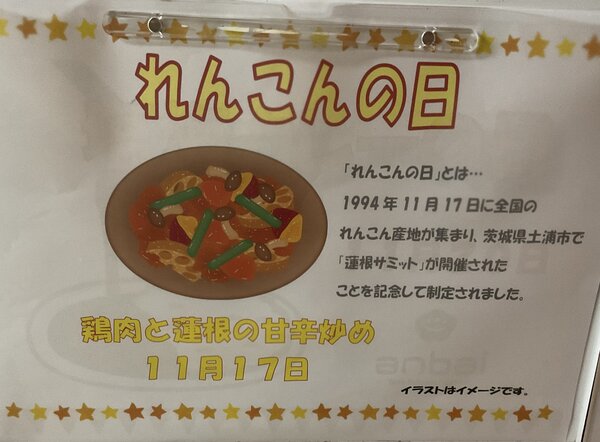 れんこんの日
「れんこんの日」とは…
1994年11月17日に全国の
れんこん産地が集まり、茨城県土浦市で
「蓮根サミット」が開催された
ことを記念して制定されました。
鶏肉と蓮根の甘辛炒め
11月17日
イラストはイメージです。